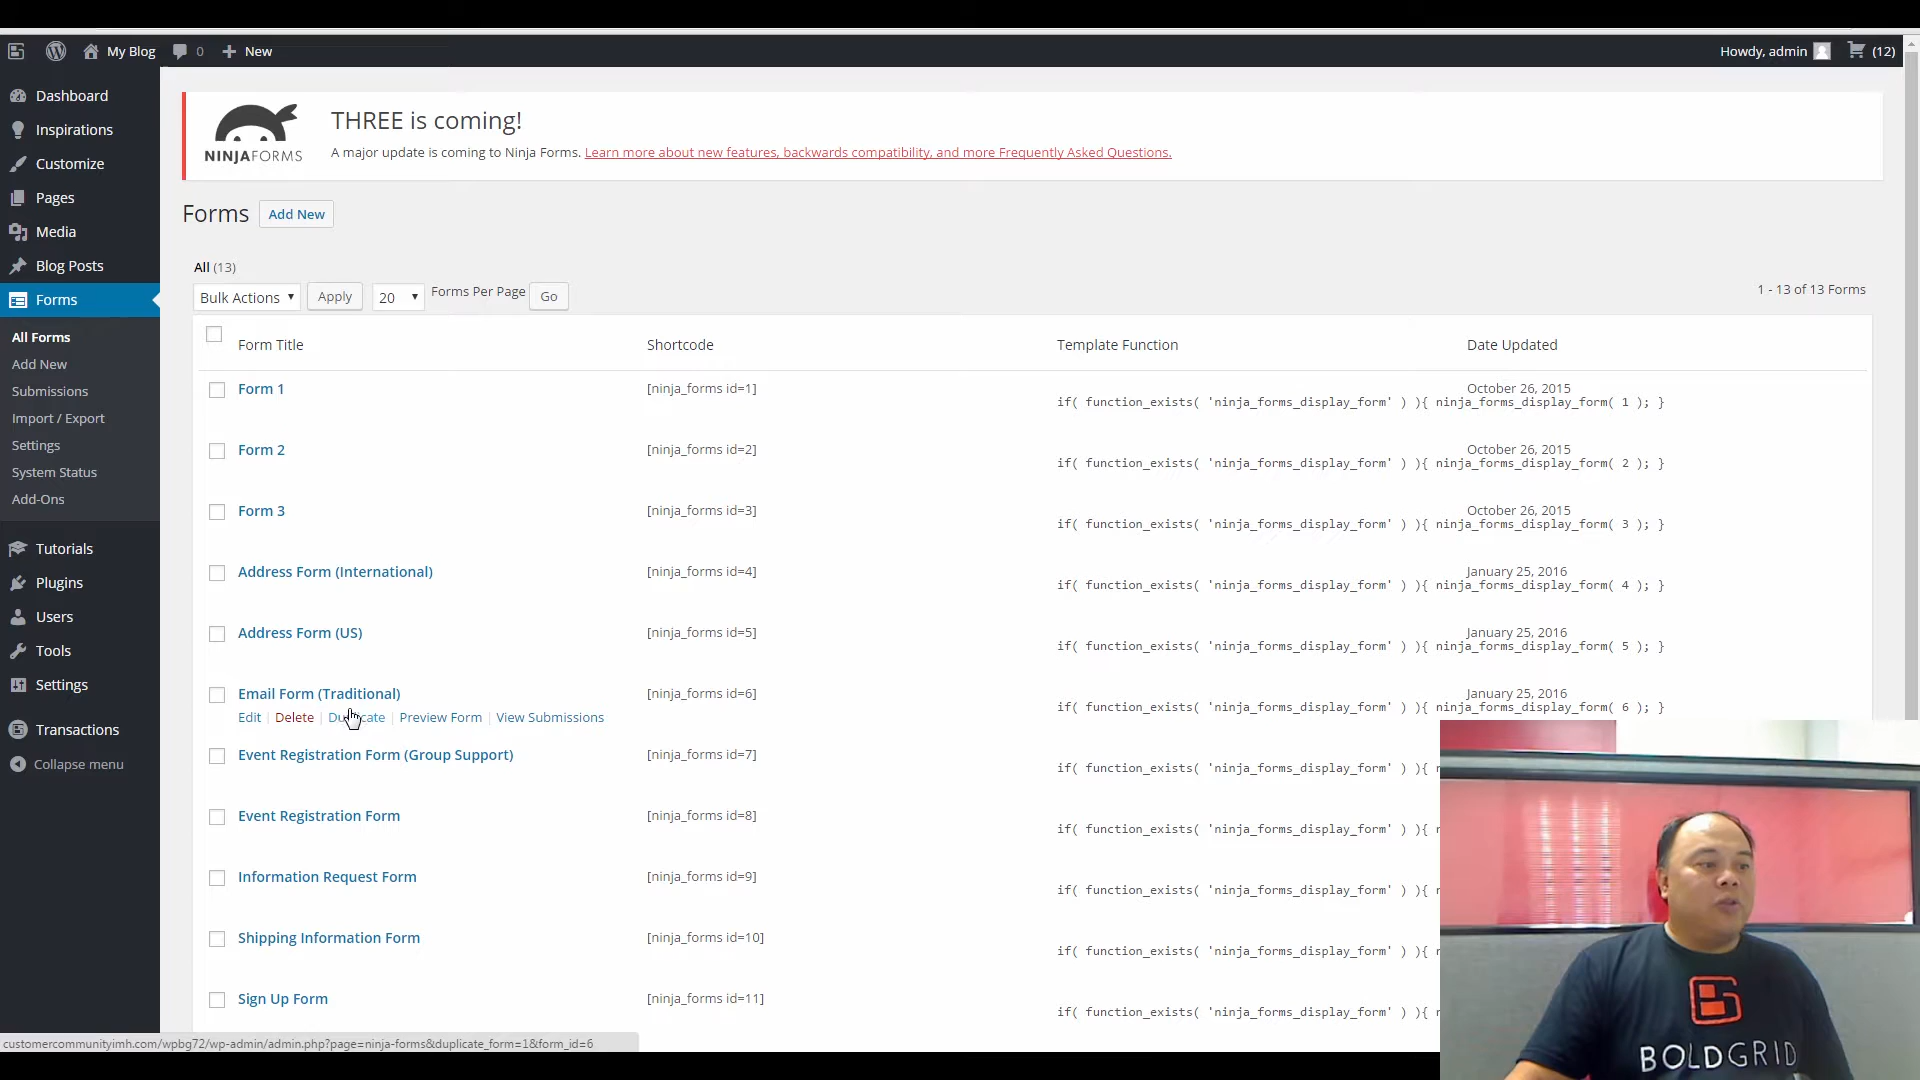 My Blog 0 New Howdy, admin (12)
Dashboard
Inspirations
Customize
Pages
Media
Blog Posts
Forms
All Forms
Add New
Submissions
Import / Export
Settings
System Status
Add-Ons
Tutorials
Plugins
Users
Tools
Settings
Transactions
Collapse menu
NINJAFORMS
THREE is coming!
A major update is coming to Ninja Forms. Learn more about new features, backwards compatibility, and more Frequently Asked Questions.
Forms Add New
All (13)
Bulk Actions Apply 20 Forms Per Page Go 1 - 13 of 13 Forms
Form Title Shortcode Template Function Date Updated
Form 1 [ninja_forms id=1] October 26, 2015
if( function_exists( 'ninja_forms_display_form' ) ){ ninja_forms_display_form( 1 ); }
Form 2 [ninja_forms id=2] October 26, 2015
if( function_exists( 'ninja_forms_display_form' ) ){ ninja_forms_display_form( 2 ); }
Form 3 [ninja_forms id=3] October 26, 2015
if( function_exists( 'ninja_forms_display_form' ) ){ ninja_forms_display_form( 3 ); }
Address Form (International) [ninja_forms id=4] January 25, 2016
if( function_exists( 'ninja_forms_display_form' ) ){ ninja_forms_display_form( 4 ); }
Address Form (US) [ninja_forms id=5] January 25, 2016
if( function_exists( 'ninja_forms_display_form' ) ){ ninja_forms_display_form( 5 ); }
Email Form (Traditional) [ninja_forms id=6] January 25, 2016
if( function_exists( 'ninja_forms_display_form' ) ){ ninja_forms_display_form( 6 ); }
Edit | Delete | Duplicate | Preview Form | View Submissions
Event Registration Form (Group Support) [ninja_forms id=7]
if( function_exists( 'ninja_forms_display_form' ) ){
Event Registration Form [ninja_forms id=8]
if( function_exists( 'ninja_forms_display_form' ) ){
Information Request Form [ninja_forms id=9]
if( function_exists( 'ninja_forms_display_form' ) ){
Shipping Information Form [ninja_forms id=10]
if( function_exists( 'ninja_forms_display_form' ) ){
Sign Up Form [ninja_forms id=11]
if( function_exists( 'ninja_forms_display_form' ) ){
customercommunityimh.com/wpbg72/wp-admin/admin.php?page=ninja-forms&duplicate_form=1&form_id=6
BOLDGRID